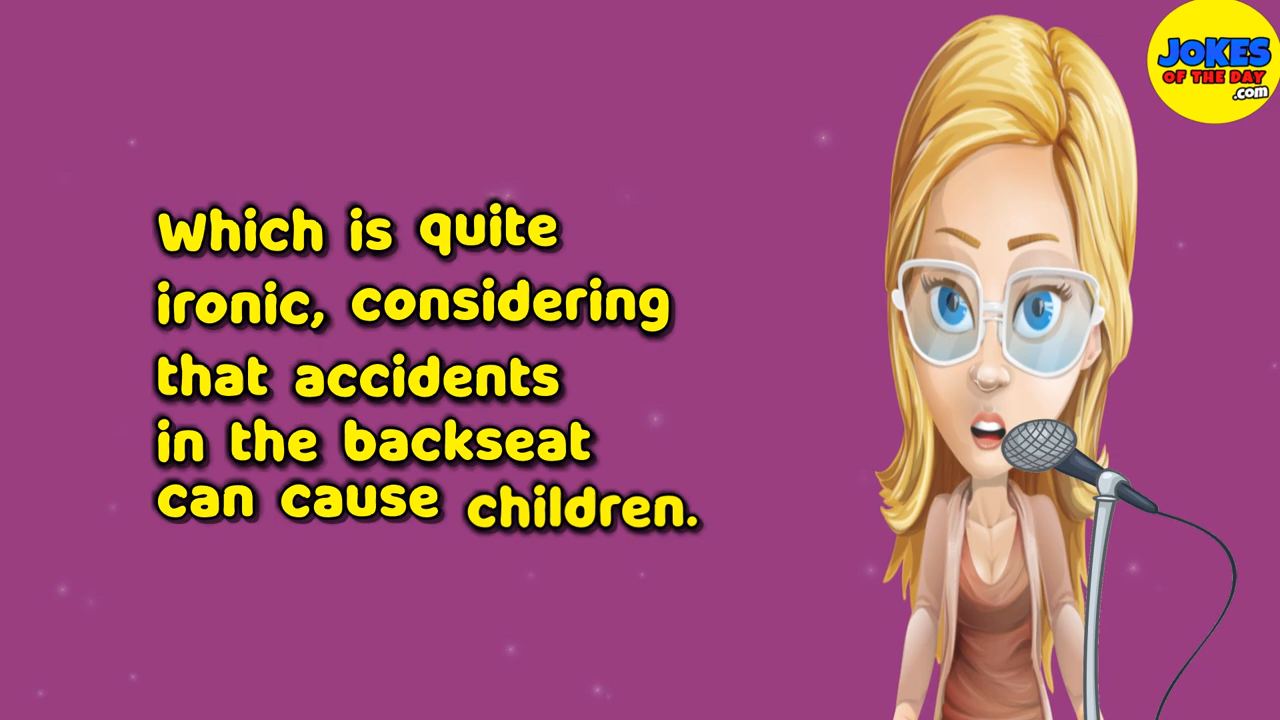 Which is quite
ironic, considering
that accidents
in the backseat
can cause children.
JOKES
OF THE DAY
.com